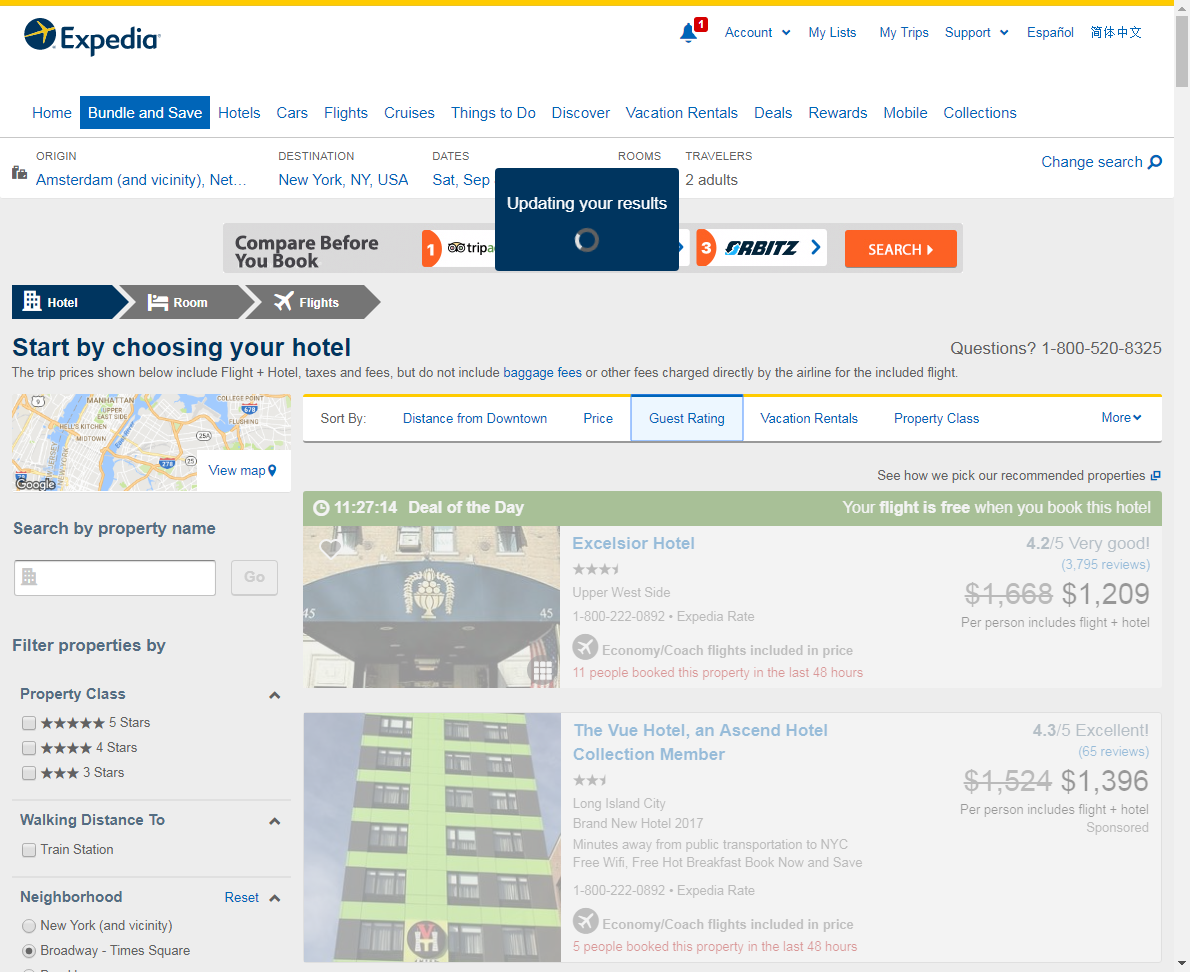 Expedia
1
Account
My Lists
My Trips
Support
Español
简体中文
Home
Bundle and Save
Hotels
Cars
Flights
Cruises
Things to Do
Discover
Vacation Rentals
Deals
Rewards
Mobile
Collections
ORIGIN
Amsterdam (and vicinity), Net...
DESTINATION
New York, NY, USA
DATES
Sat, Sep
ROOMS
TRAVELERS
2 adults
Change search
Updating your results
Compare Before
You Book
1
3
ORBITZ
SEARCH
Hotel
Room
Flights
Start by choosing your hotel
Questions? 1-800-520-8325
The trip prices shown below include Flight + Hotel, taxes and fees, but do not include baggage fees or other fees charged directly by the airline for the included flight.
MANHATTAN
UPPER
EAST SIDE
HELL'S KITCHEN
MIDTOWN
COLLEGE POINT
FLUSHING
9
678
25A
278
25
Google
View map
Sort By:
Distance from Downtown
Price
Guest Rating
Vacation Rentals
Property Class
More
See how we pick our recommended properties
Search by property name
Go
Filter properties by
Property Class
5 Stars
4 Stars
3 Stars
Walking Distance To
Train Station
Neighborhood
Reset
New York (and vicinity)
Broadway - Times Square
11:27:14 Deal of the Day
Your flight is free when you book this hotel
45
45
Excelsior Hotel
Upper West Side
1-800-222-0892 • Expedia Rate
Economy/Coach flights included in price
11 people booked this property in the last 48 hours
4.2/5 Very good!
(3,795 reviews)
$1,668 $1,209
Per person includes flight + hotel
The Vue Hotel, an Ascend Hotel
Collection Member
Long Island City
Brand New Hotel 2017
Minutes away from public transportation to NYC
Free Wifi, Free Hot Breakfast Book Now and Save
1-800-222-0892 • Expedia Rate
Economy/Coach flights included in price
5 people booked this property in the last 48 hours
4.3/5 Excellent!
(65 reviews)
$1,524 $1,396
Per person includes flight + hotel
Sponsored